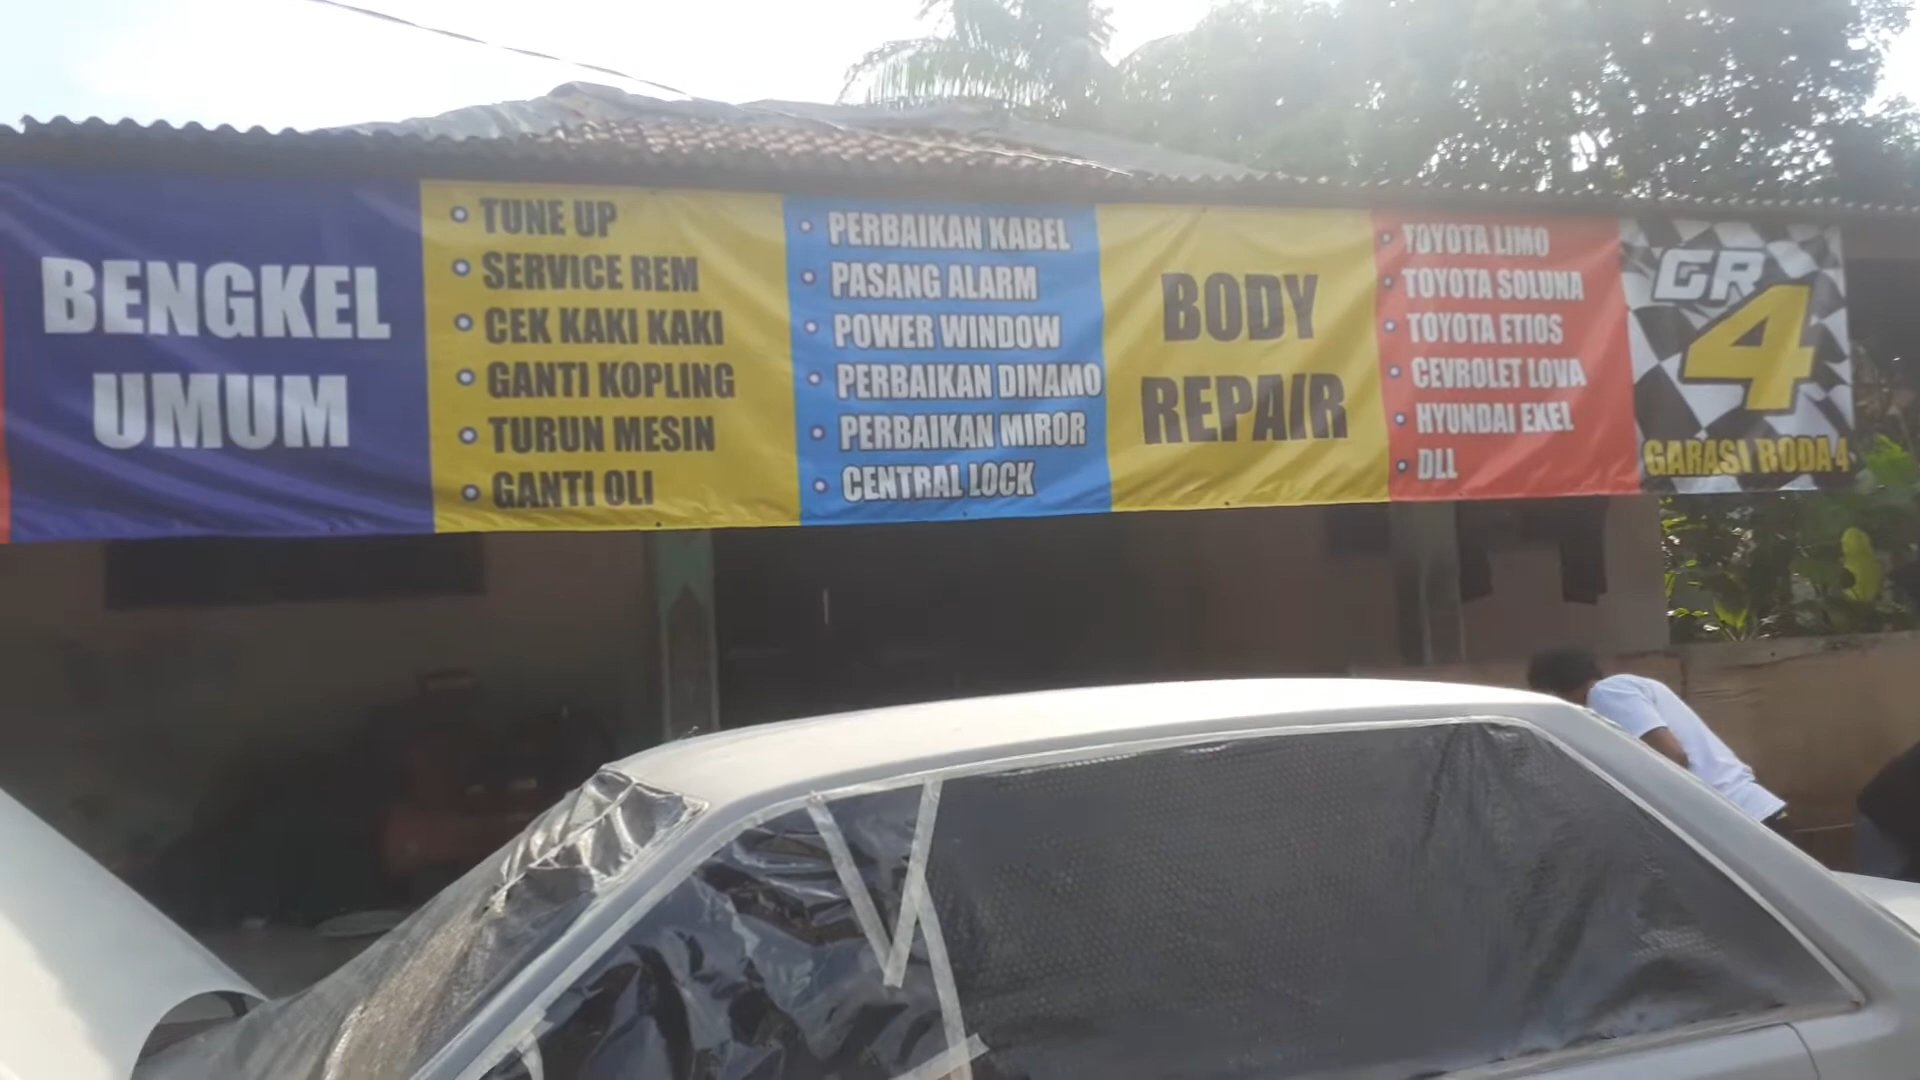 BENGKEL
UMUM
• TUNE UP
• SERVICE REM
• CEK KAKI KAKI
• GANTI KOPLING
• TURUN MESIN
• GANTI OLI
• PERBAIKAN KABEL
• PASANG ALARM
• POWER WINDOW
• PERBAIKAN DINAMO
• PERBAIKAN MIROR
• CENTRAL LOCK
BODY
REPAIR
• TOYOTA LIMO
• TOYOTA SOLUNA
• TOYOTA ETIOS
• CEVROLET LOVA
• HYUNDAI EXEL
• DLL
GR
4
GARASI RODA 4